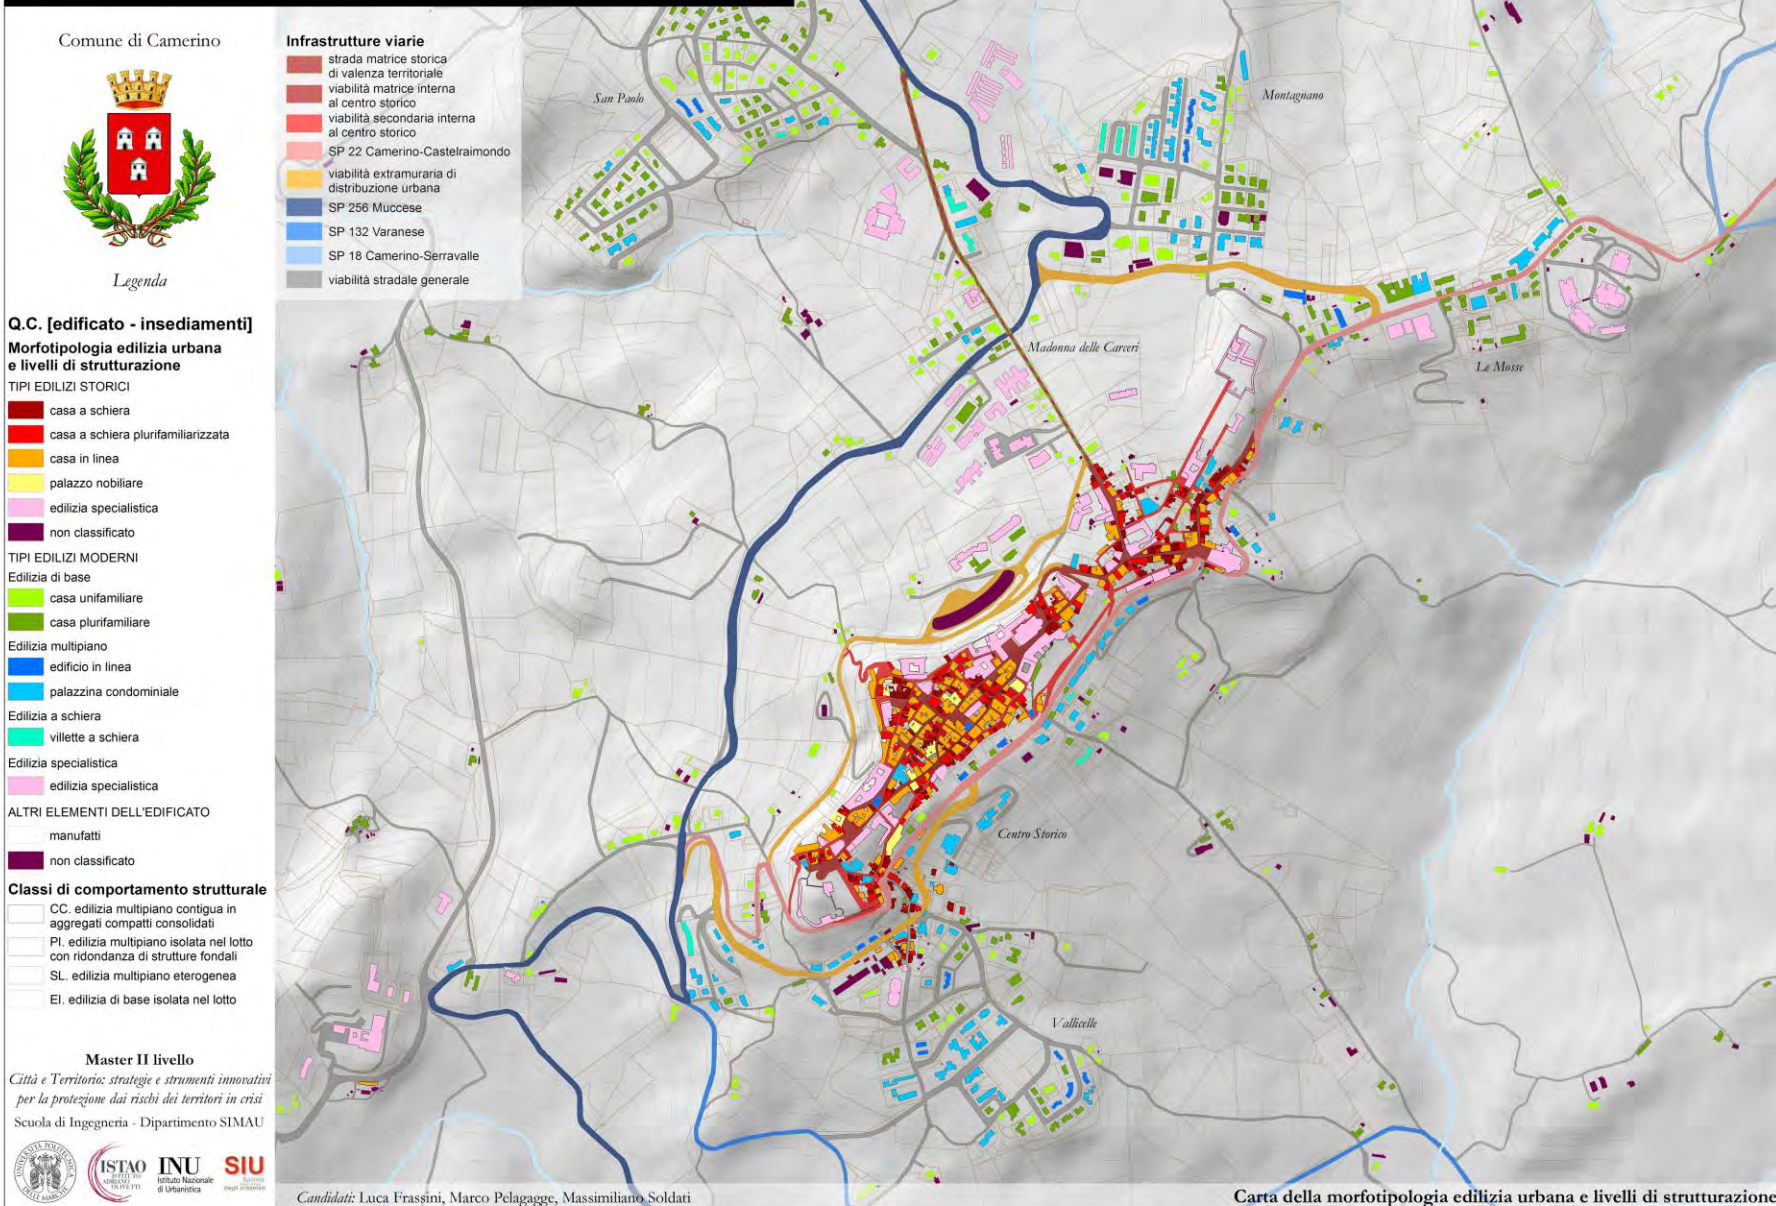 Comune di Camerino
Legenda
Q.C. [edificato - insediamenti]
Morfotipologia edilizia urbana
e livelli di strutturazione
TIPI EDILIZI STORICI
casa a schiera
casa a schiera plurifamiliarizzata
casa in linea
palazzo nobiliare
edilizia specialistica
non classificato
TIPI EDILIZI MODERNI
Edilizia di base
casa unifamiliare
casa plurifamiliare
Edilizia multipiano
edificio in linea
palazzina condominiale
Edilizia a schiera
villette a schiera
Edilizia specialistica
edilizia specialistica
ALTRI ELEMENTI DELL'EDIFICATO
manufatti
non classificato
Classi di comportamento strutturale
CC. edilizia multipiano contigua in
aggregati compatti consolidati
PI. edilizia multipiano isolata nel lotto
con ridondanza di strutture fondali
SL. edilizia multipiano eterogenea
EI. edilizia di base isolata nel lotto
Master II livello
Città e Territorio: strategie e strumenti innovativi
per la protezione dai rischi dei territori in crisi
Scuola di Ingegneria - Dipartimento SIMAU
ISTAO
ISTITUTO
ADRIANO
OLIVETTI
INU
Istituto Nazionale
di Urbanistica
SIU
Infrastrutture viarie
strada matrice storica
di valenza territoriale
viabilità matrice interna
al centro storico
viabilità secondaria interna
al centro storico
SP 22 Camerino-Castelraimondo
viabilità extramuraria di
distribuzione urbana
SP 256 Muccese
SP 132 Varanese
SP 18 Camerino-Serravalle
viabilità stradale generale
San Paolo
Montagnano
Madonna delle Carceri
Le Mosse
Centro Storico
Vallicelle
Candidati: Luca Frassini, Marco Pelagagge, Massimiliano Soldati
Carta della morfotipologia edilizia urbana e livelli di strutturazione